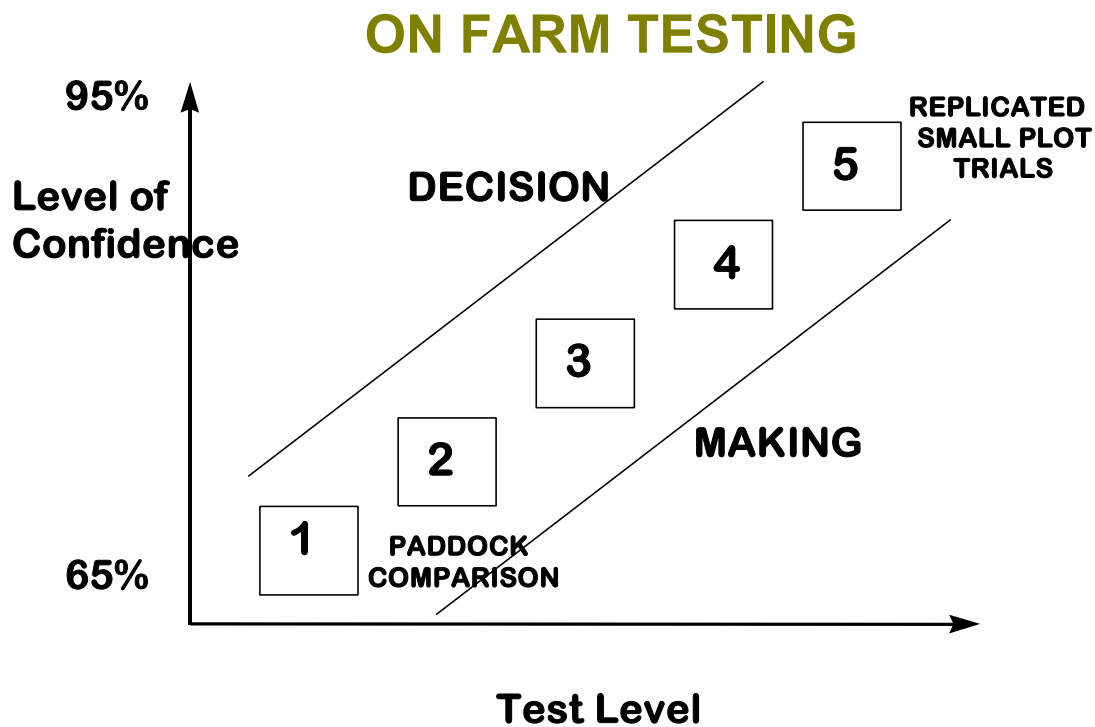 ON FARM TESTING
95%
REPLICATED
SMALL PLOT
TRIALS
5
DECISION
Level of
Confidence
4
3
MAKING
2
1
PADDOCK
COMPARISON
65%
Test Level